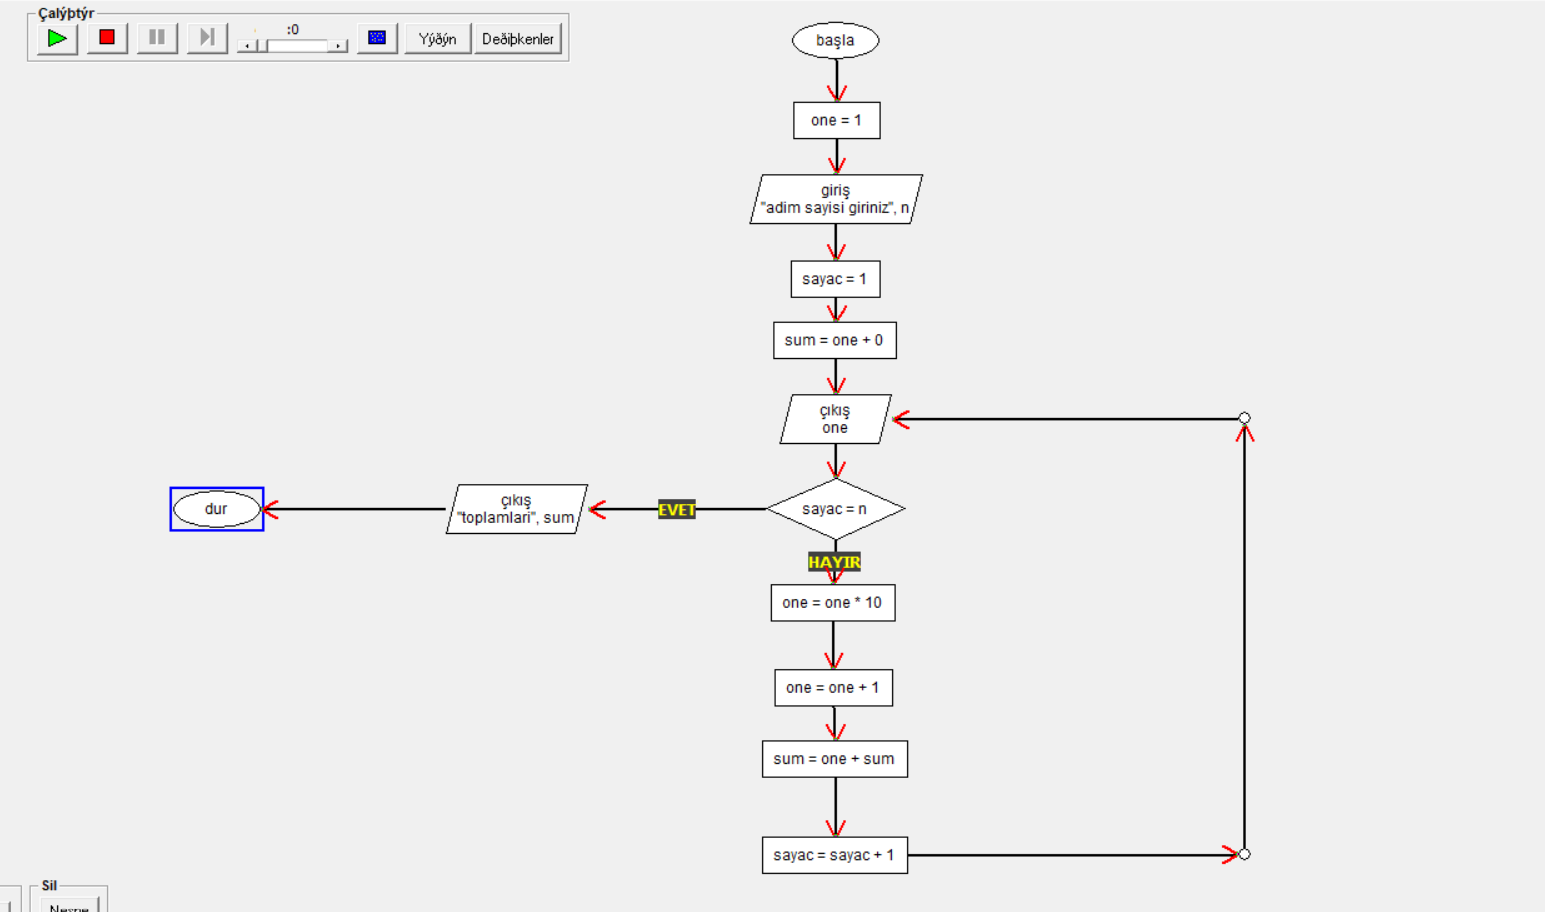 Çalýþtýr
:0
Yýðýn
Deðiþkenler
başla
one = 1
giriş
"adim sayisi giriniz", n
sayac = 1
sum = one + 0
çıkış
one
sayac = n
EVET
çıkış
"toplamlari", sum
dur
HAYIR
one = one * 10
one = one + 1
sum = one + sum
sayac = sayac + 1
Sil
Nesne